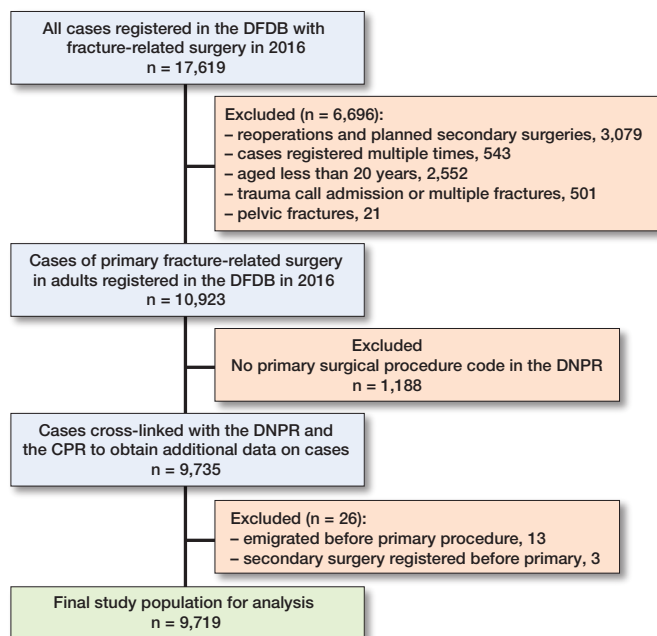 All cases registered in the DFDB with
fracture-related surgery in 2016
n = 17,619
Excluded (n = 6,696):
– reoperations and planned secondary surgeries, 3,079
– cases registered multiple times, 543
– aged less than 20 years, 2,552
– trauma call admission or multiple fractures, 501
– pelvic fractures, 21
Cases of primary fracture-related surgery
in adults registered in the DFDB in 2016
n = 10,923
Excluded
No primary surgical procedure code in the DNPR
n = 1,188
Cases cross-linked with the DNPR and
the CPR to obtain additional data on cases
n = 9,735
Excluded (n = 26):
– emigrated before primary procedure, 13
– secondary surgery registered before primary, 3
Final study population for analysis
n = 9,719